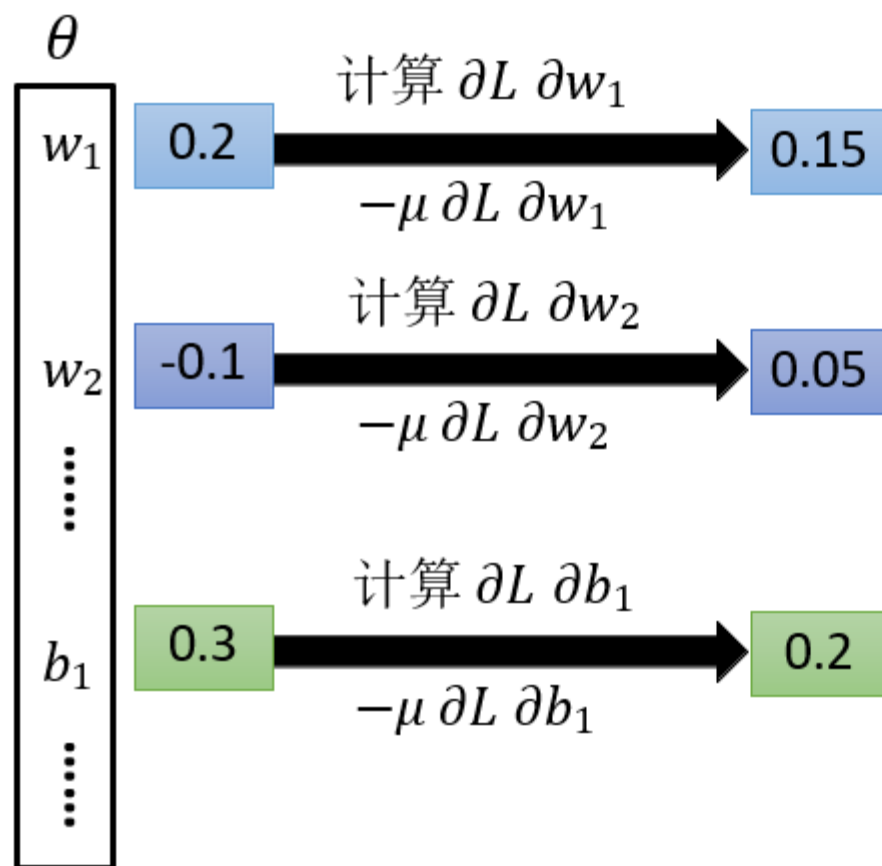 θ
计算 ∂L ∂w₁
w₁ 0.2 0.15
−μ ∂L ∂w₁
计算 ∂L ∂w₂
w₂ -0.1 0.05
−μ ∂L ∂w₂
......
计算 ∂L ∂b₁
b₁ 0.3 0.2
−μ ∂L ∂b₁
......